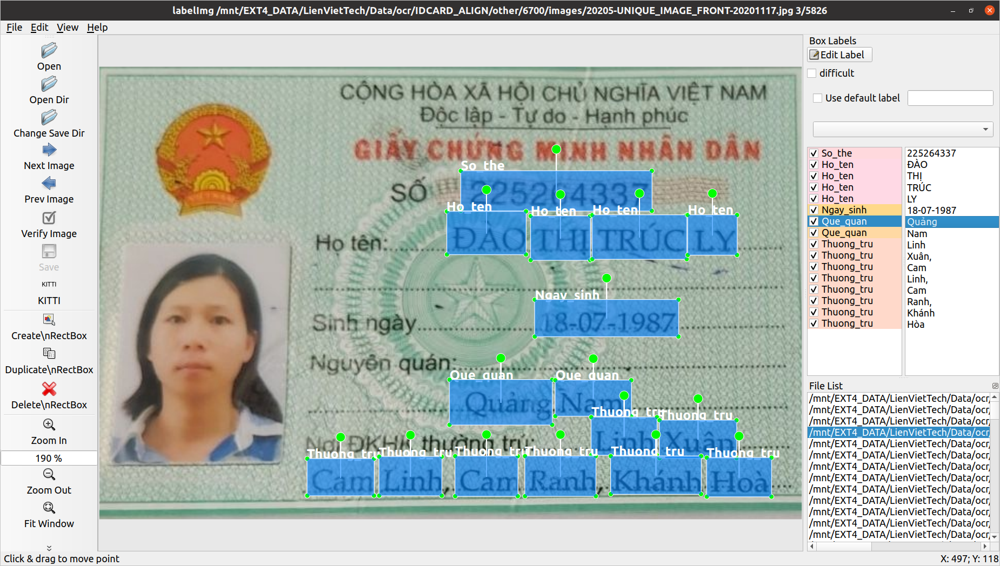 labelImg /mnt/EXT4_DATA/LienVietTech/Data/ocr/IDCARD_ALIGN/other/6700/images/20205-UNIQUE_IMAGE_FRONT-20201117.jpg 3/5826
File Edit View Help
Open
Open Dir
Change Save Dir
Next Image
Prev Image
Verify Image
Save
KITTI
KITTI
Create\nRectBox
Duplicate\nRectBox
Delete\nRectBox
Zoom In
190 %
Zoom Out
Fit Window
CỘNG HÒA XÃ HỘI CHỦ NGHĨA VIỆT NAM
Độc lập - Tự do - Hạnh phúc
GIẤY CHỨNG MINH NHÂN DÂN
So_the
SỐ 225264337
Ho_ten Ho_ten Ho_ten Ho_ten
Họ tên: ĐÀO THỊ TRÚC LY
Ngay_sinh
Sinh ngày 18-07-1987
Nguyên quán:
Que_quan Que_quan
Quảng Nam
Thuong_tru Thuong_tru
Nơi ĐKHK thường trú: Linh Xuân
Thuong_tru Thuong_tru Thuong_tru Thuong_tru Thuong_tru Thuong_tru
Cam Linh, Cam Ranh, Khánh Hoà
Box Labels
Edit Label
difficult
Use default label
So_the 225264337
Ho_ten ĐÀO
Ho_ten THỊ
Ho_ten TRÚC
Ho_ten LY
Ngay_sinh 18-07-1987
Que_quan Quảng
Que_quan Nam
Thuong_tru Linh
Thuong_tru Xuân,
Thuong_tru Cam
Thuong_tru Linh,
Thuong_tru Cam
Thuong_tru Ranh,
Thuong_tru Khánh
Thuong_tru Hòa
File List
/mnt/EXT4_DATA/LienVietTech/Data/ocr/
/mnt/EXT4_DATA/LienVietTech/Data/ocr/
/mnt/EXT4_DATA/LienVietTech/Data/ocr/
/mnt/EXT4_DATA/LienVietTech/Data/ocr/
/mnt/EXT4_DATA/LienVietTech/Data/ocr/
/mnt/EXT4_DATA/LienVietTech/Data/ocr/
/mnt/EXT4_DATA/LienVietTech/Data/ocr/
/mnt/EXT4_DATA/LienVietTech/Data/ocr/
/mnt/EXT4_DATA/LienVietTech/Data/ocr/
/mnt/EXT4_DATA/LienVietTech/Data/ocr/
/mnt/EXT4_DATA/LienVietTech/Data/ocr/
/mnt/EXT4_DATA/LienVietTech/Data/ocr/
/mnt/EXT4_DATA/LienVietTech/Data/ocr/
Click & drag to move point
X: 497; Y: 118